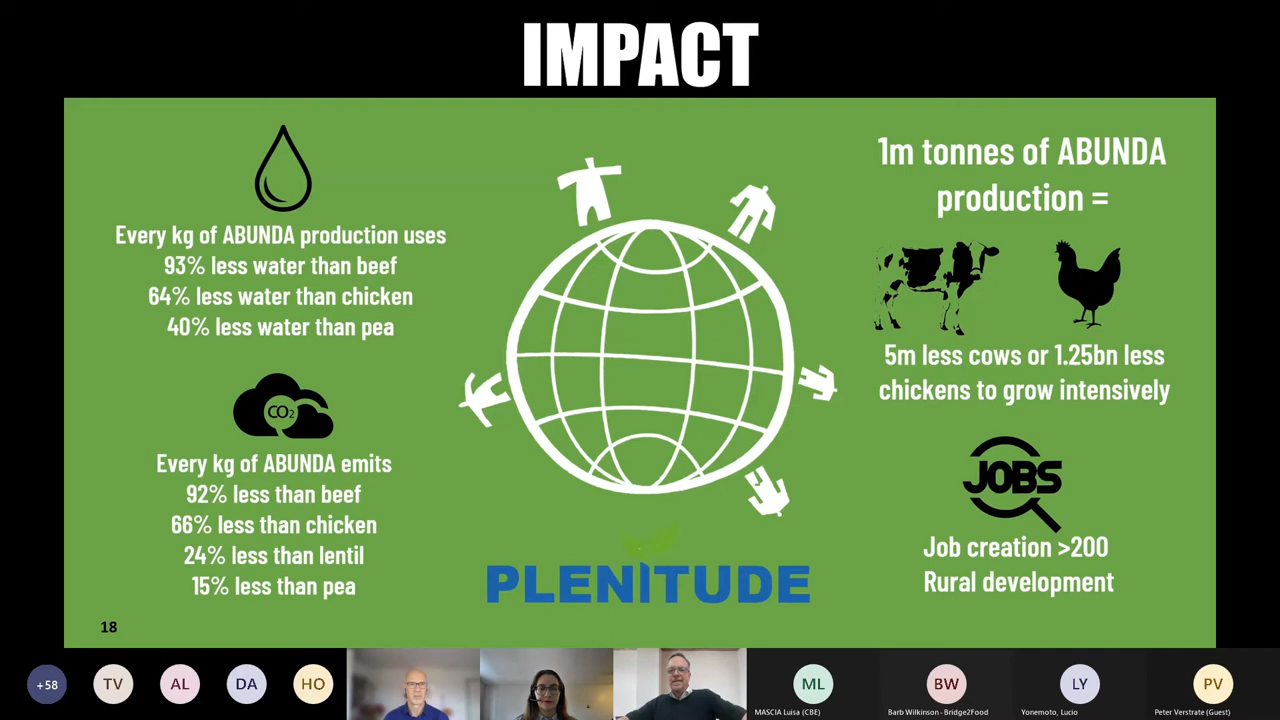 IMPACT
Every kg of ABUNDA production uses
93% less water than beef
64% less water than chicken
40% less water than pea
CO2
Every kg of ABUNDA emits
92% less than beef
66% less than chicken
24% less than lentil
15% less than pea
PLENITUDE
1m tonnes of ABUNDA
production =
5m less cows or 1.25bn less
chickens to grow intensively
JOBS
Job creation >200
Rural development
18
+58
TV
AL
DA
HO
ML
MASCIA Luisa (CBE)
BW
Barb Wilkinson - Bridge2Food
LY
Yonemoto, Lucio
PV
Peter Verstrate (Guest)